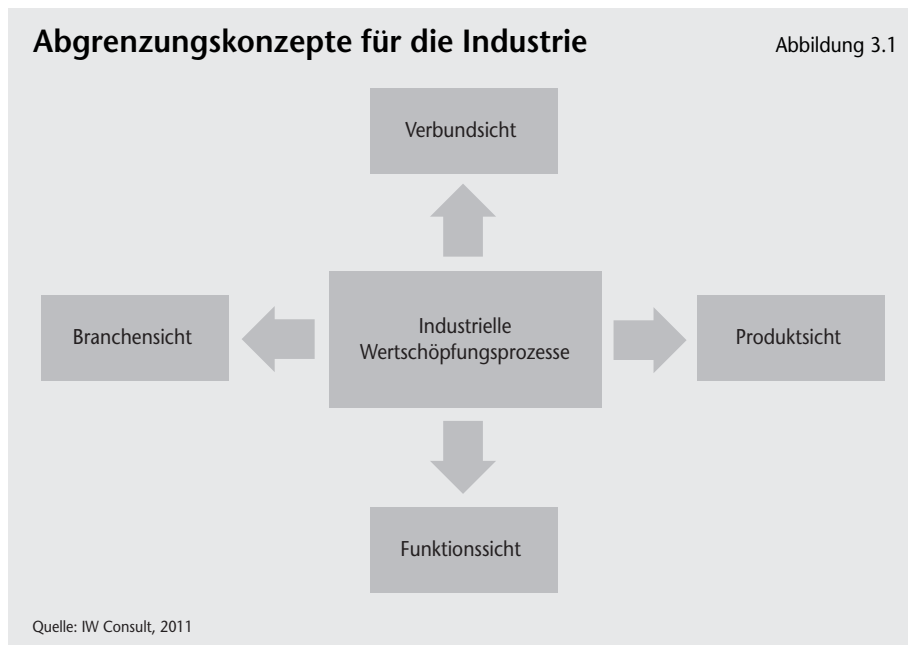 Abgrenzungskonzepte für die Industrie
Abbildung 3.1
Verbundsicht
Branchensicht
Industrielle
Wertschöpfungsprozesse
Produktsicht
Funktionssicht
Quelle: IW Consult, 2011